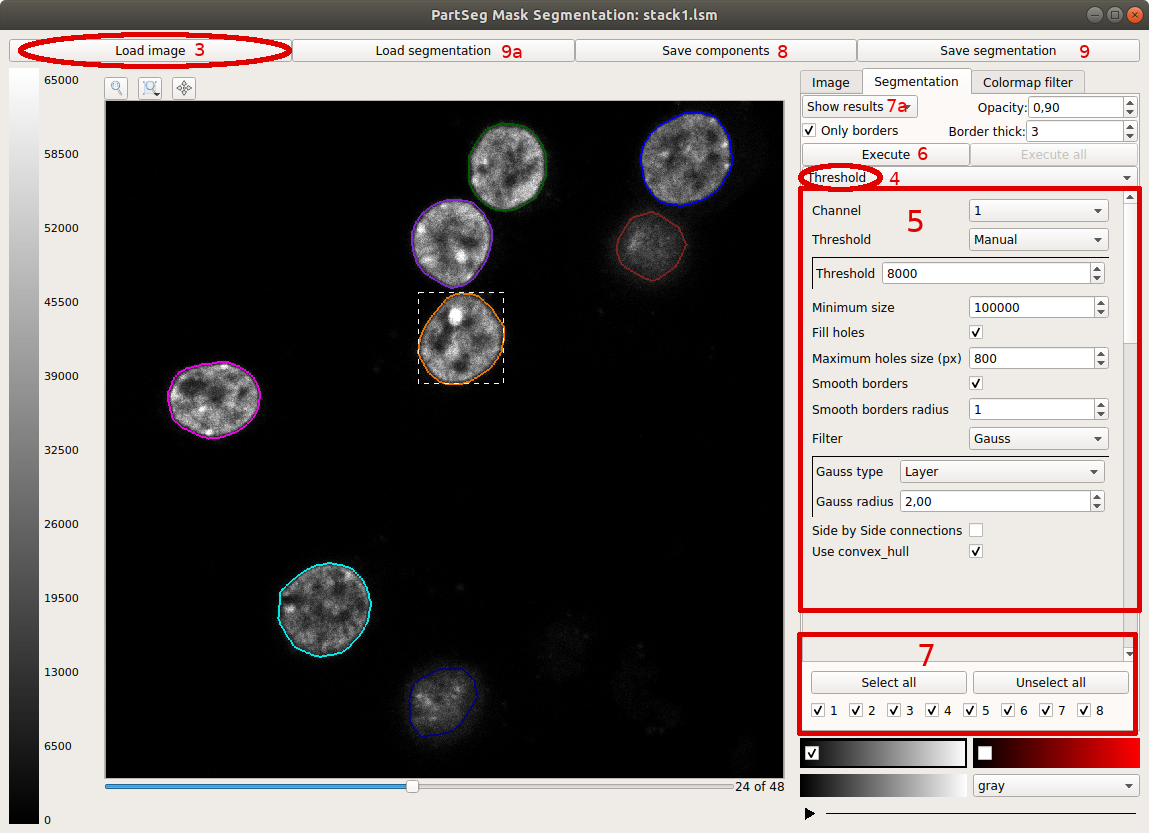 PartSeg Mask Segmentation: stack1.lsm
Load image 3
Load segmentation 9a
Save components 8
Save segmentation 9
65000
58500
52000
45500
39000
32500
26000
19500
13000
6500
0
24 of 48
Image Segmentation Colormap filter
Show results 7a Opacity: 0,90
Only borders Border thick: 3
Execute 6 Execute all
Threshold 4
5
Channel 1
Threshold Manual
Threshold 8000
Minimum size 100000
Fill holes
Maximum holes size (px) 800
Smooth borders
Smooth borders radius 1
Filter Gauss
Gauss type Layer
Gauss radius 2,00
Side by Side connections
Use convex_hull
7
Select all Unselect all
1 2 3 4 5 6 7 8
gray